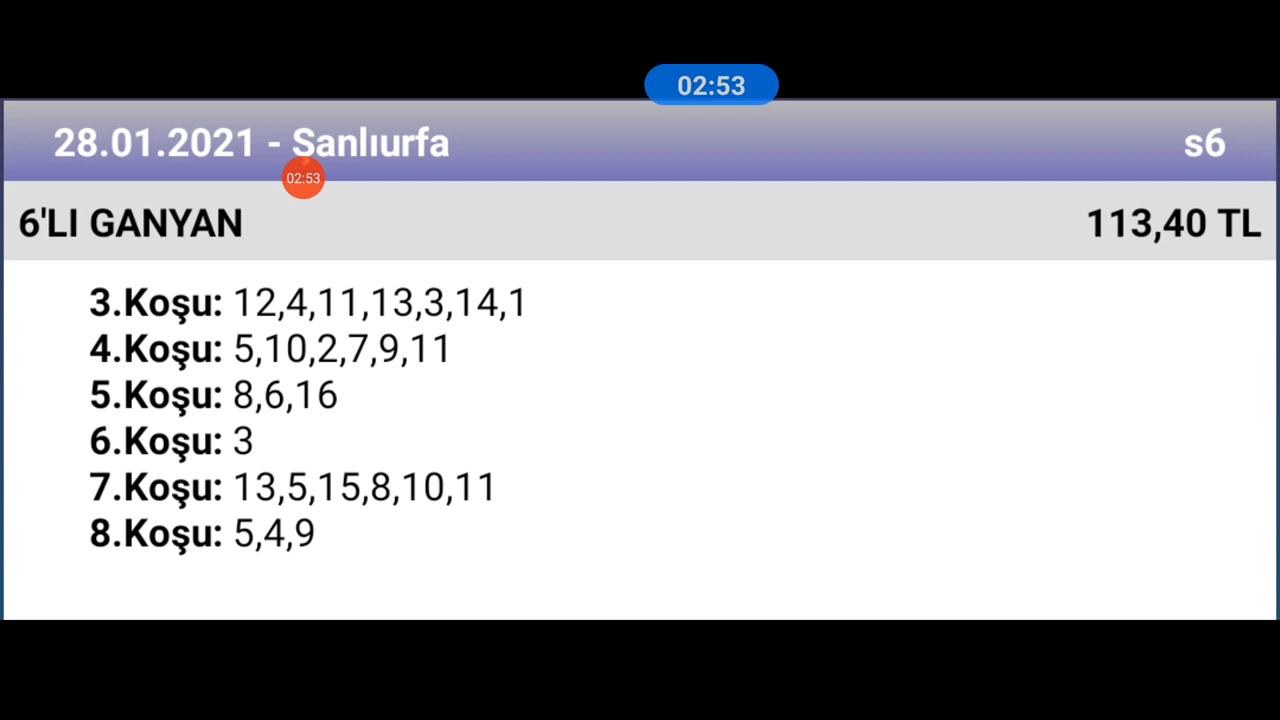 02:53
28.01.2021 - Şanlıurfa s6
02:53
6'LI GANYAN 113,40 TL
3.Koşu: 12,4,11,13,3,14,1
4.Koşu: 5,10,2,7,9,11
5.Koşu: 8,6,16
6.Koşu: 3
7.Koşu: 13,5,15,8,10,11
8.Koşu: 5,4,9